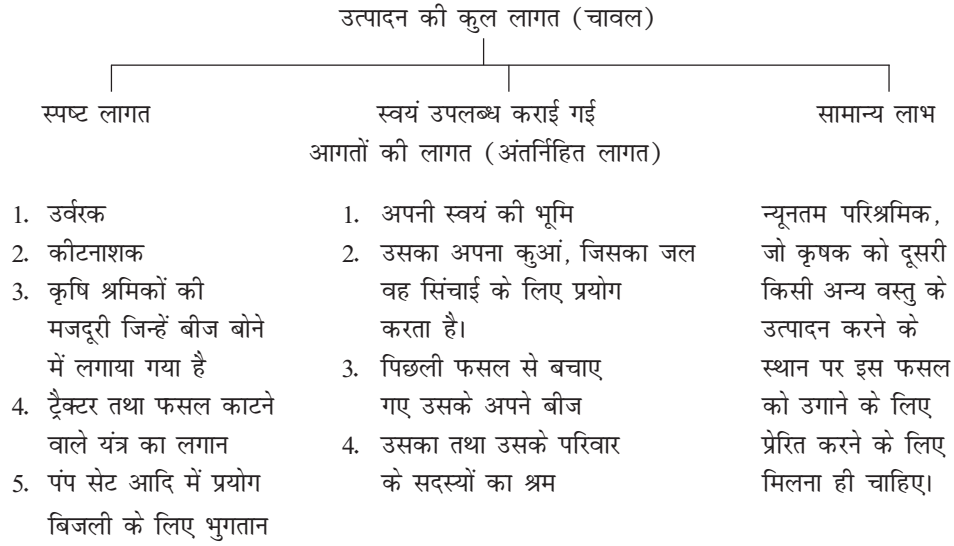 उत्पादन की कुल लागत (चावल)
स्पष्ट लागत
स्वयं उपलब्ध कराई गई
आगतों की लागत (अंतर्निहित लागत)
सामान्य लाभ
1. उर्वरक
2. कीटनाशक
3. कृषि श्रमिकों की
मजदूरी जिन्हें बीज बोने
में लगाया गया है
4. ट्रैक्टर तथा फसल काटने
वाले यंत्र का लगान
5. पंप सेट आदि में प्रयोग
बिजली के लिए भुगतान
1. अपनी स्वयं की भूमि
2. उसका अपना कुआं, जिसका जल
वह सिंचाई के लिए प्रयोग
करता है।
3. पिछली फसल से बचाए
गए उसके अपने बीज
4. उसका तथा उसके परिवार
के सदस्यों का श्रम
न्यूनतम परिश्रमिक,
जो कृषक को दूसरी
किसी अन्य वस्तु के
उत्पादन करने के
स्थान पर इस फसल
को उगाने के लिए
प्रेरित करने के लिए
मिलना ही चाहिए।